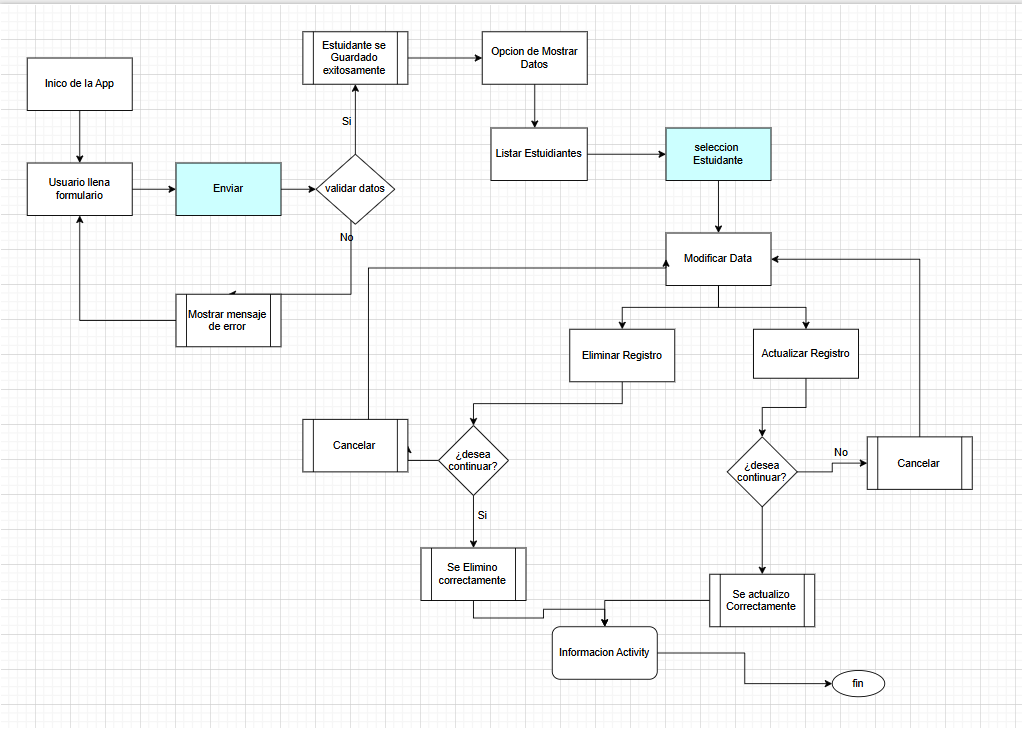 Estuidante se
Guardado
exitosamente
Opcion de Mostrar
Datos
Inico de la App
Si
Listar Estuidiantes
seleccion
Estuidante
Usuario llena
formulario
Enviar
validar datos
No
Modificar Data
Mostrar mensaje
de error
Eliminar Registro
Actualizar Registro
Cancelar
¿desea
continuar?
¿desea
continuar?
No
Cancelar
Si
Se Elimino
correctamente
Se actualizo
Correctamente
Informacion Activity
fin